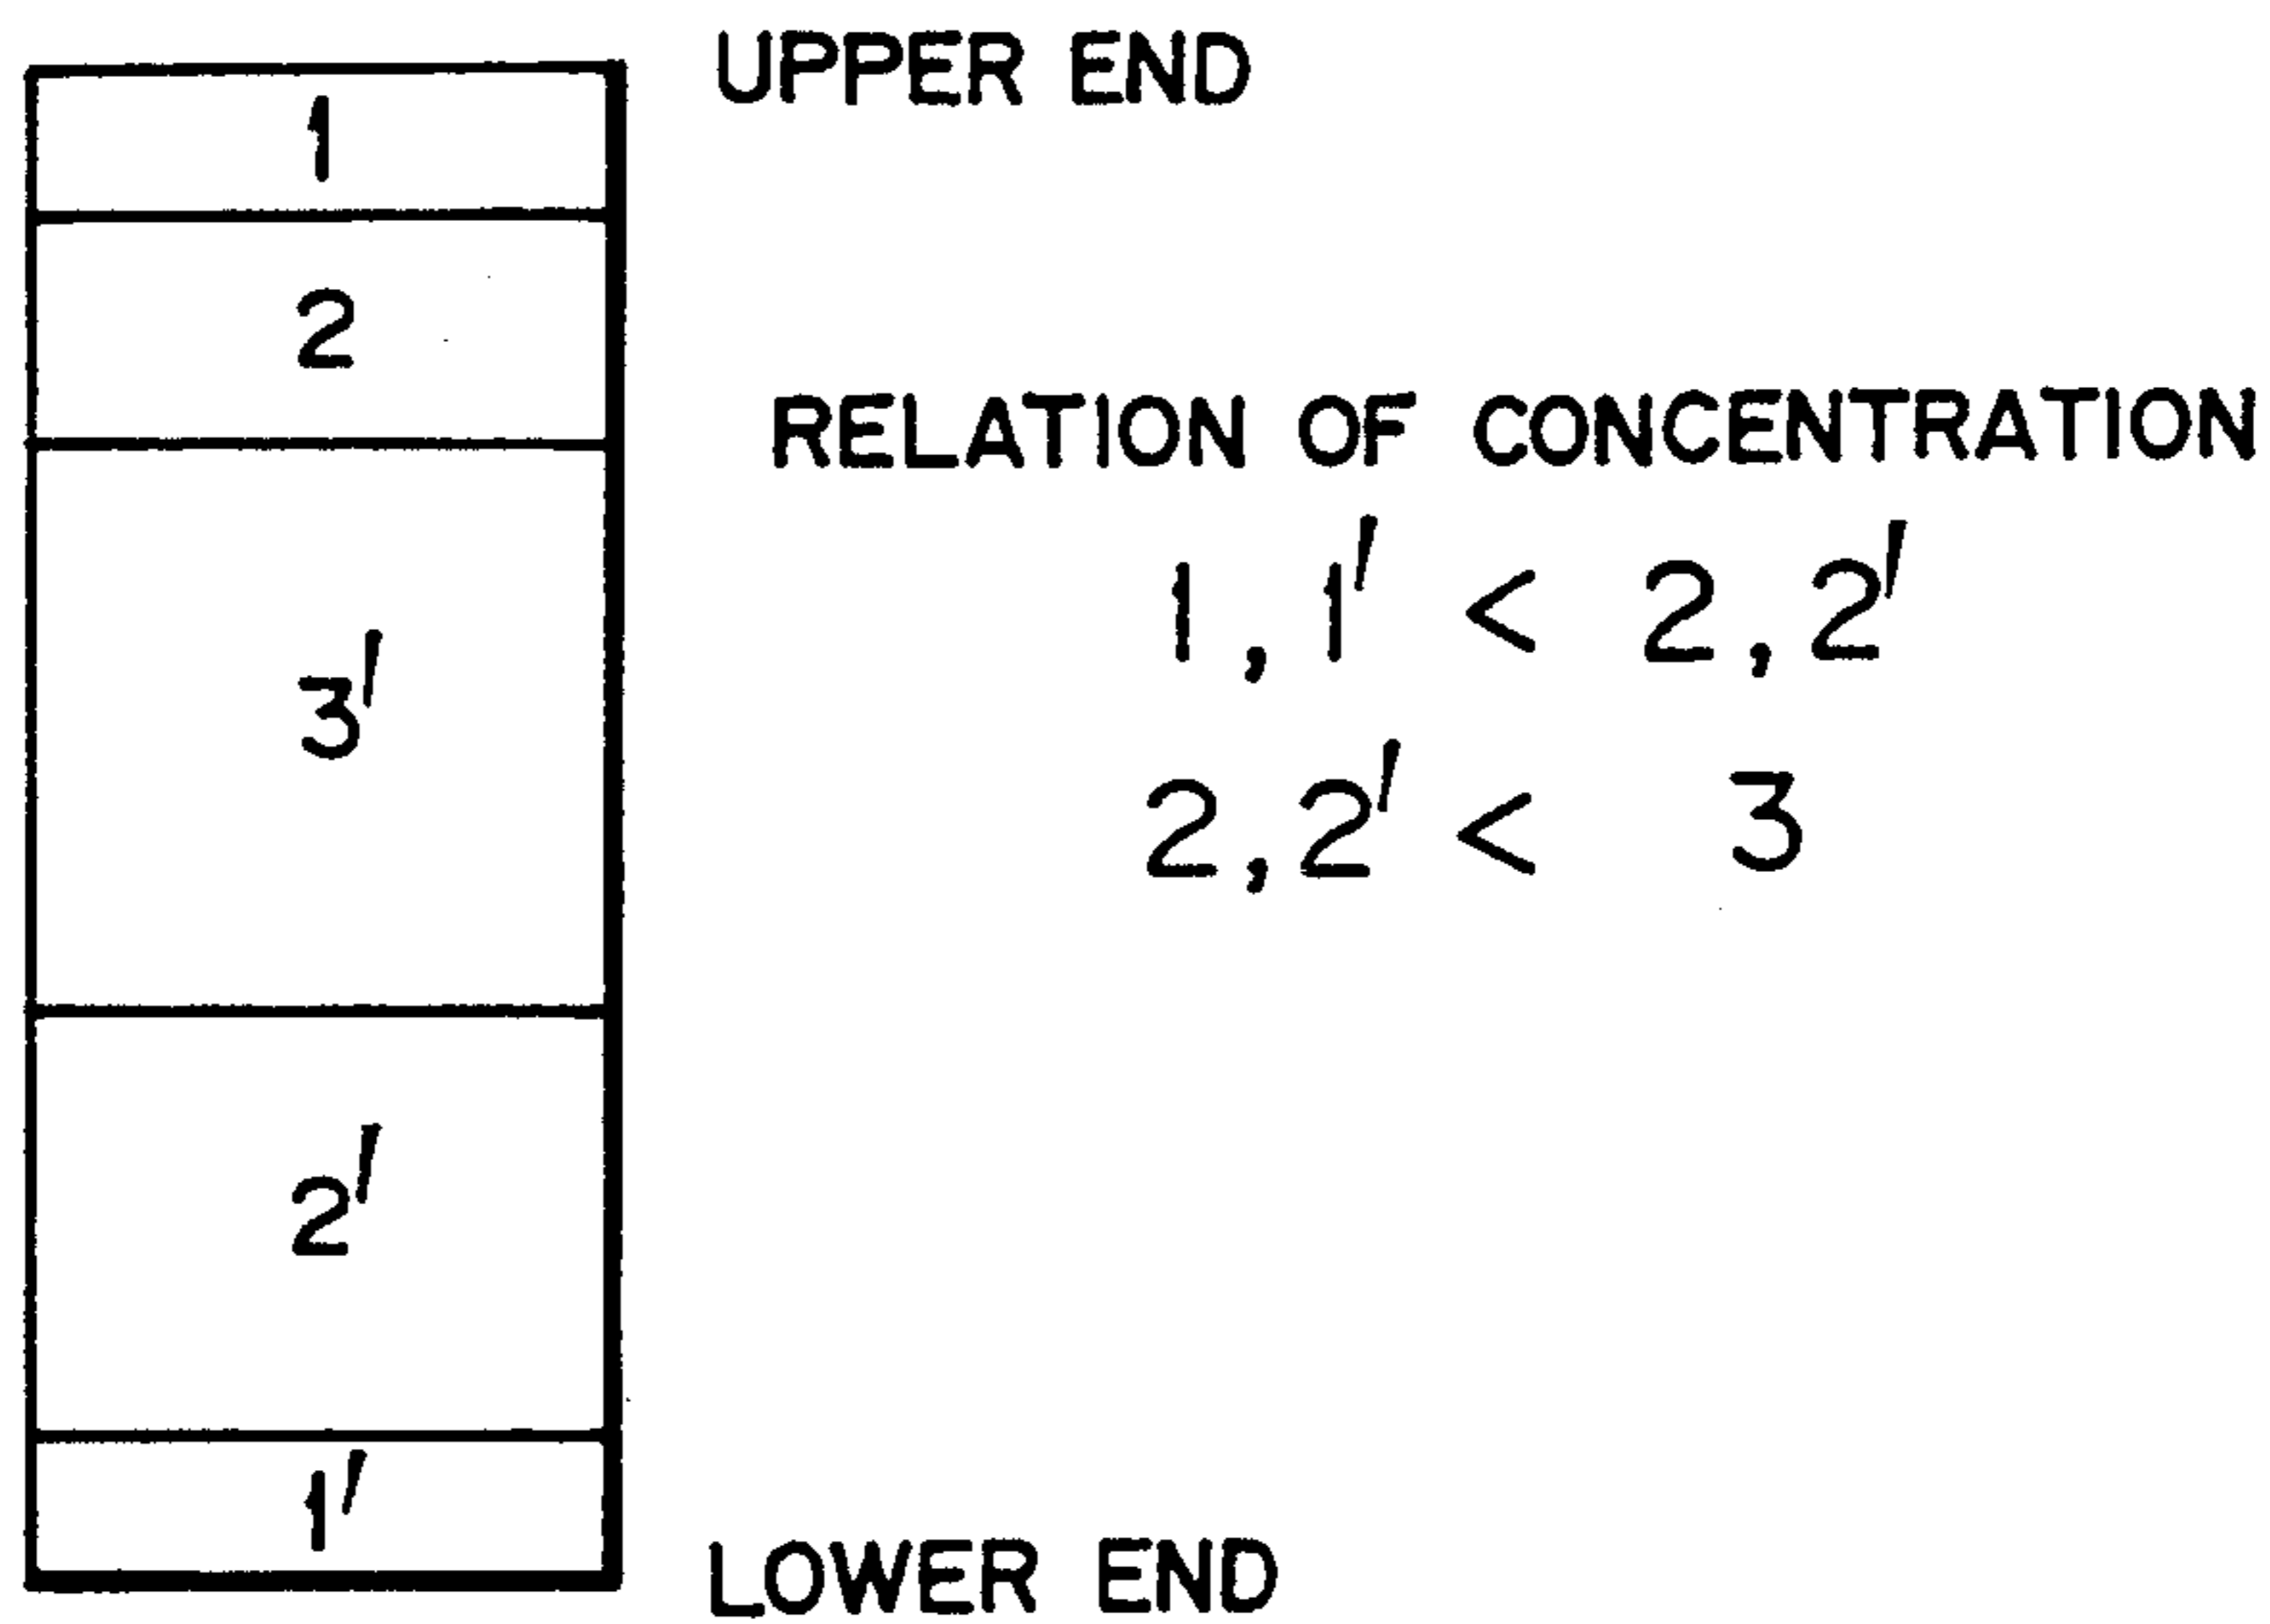 UPPER END
1
2
RELATION OF CONCENTRATION
1, 1′ < 2, 2′
3′
2, 2′ < 3
2′
1′
LOWER END